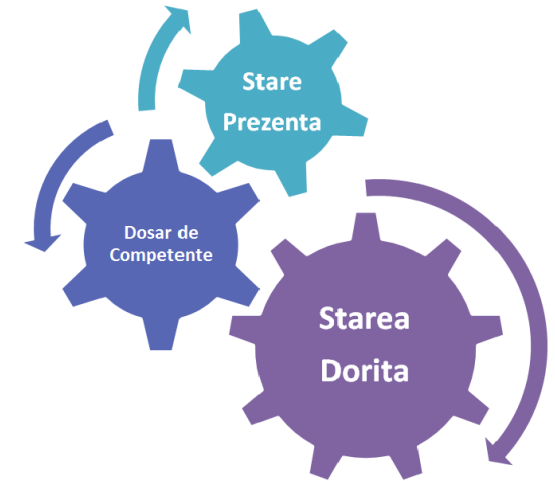 Stare
Prezenta
Dosar de
Competente
Starea
Dorita